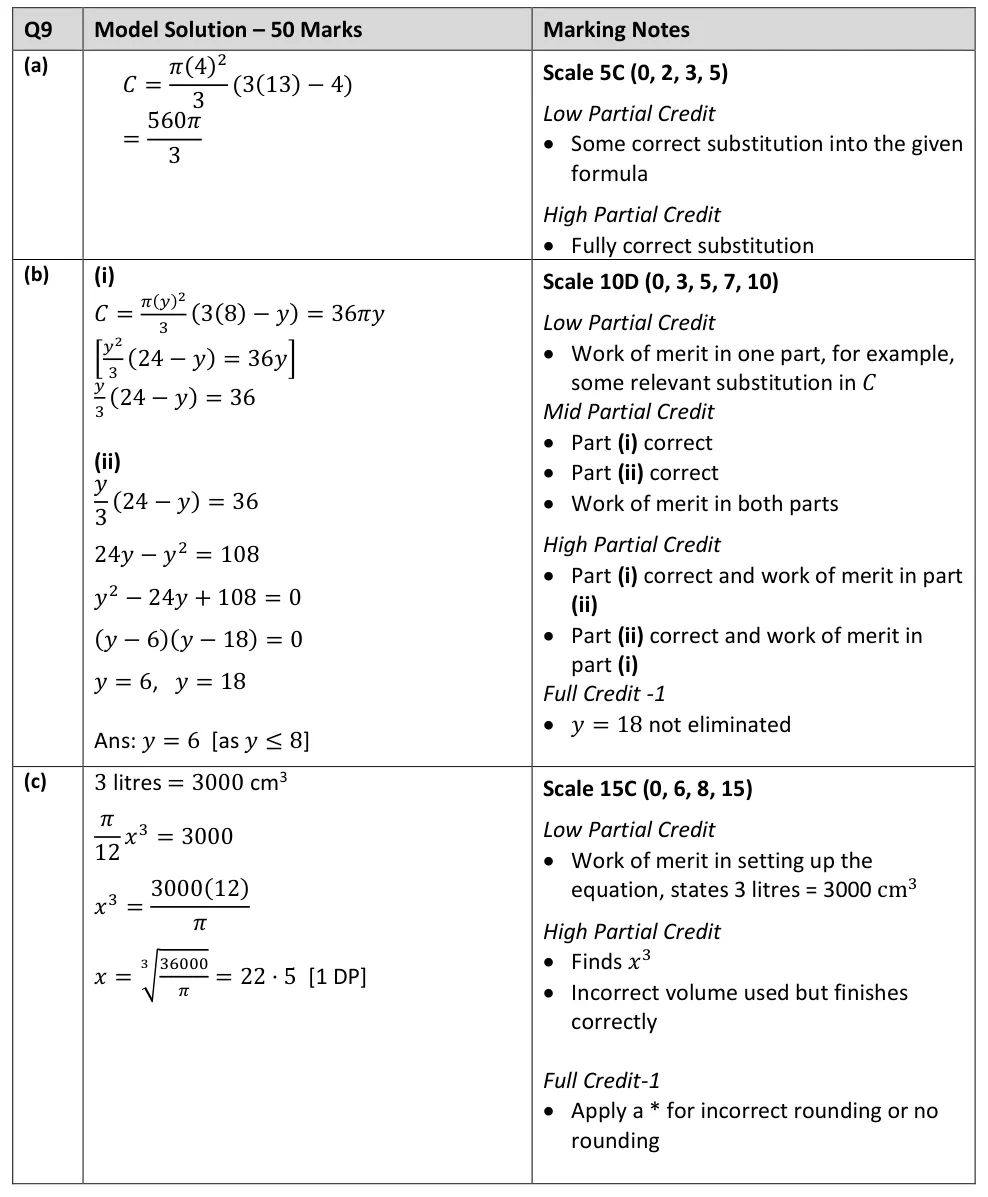 Q9 Model Solution – 50 Marks Marking Notes
(a)
C = π(4)²/3 (3(13) − 4)
= 560π/3
Scale 5C (0, 2, 3, 5)
Low Partial Credit
• Some correct substitution into the given
formula
High Partial Credit
• Fully correct substitution
(b)
(i)
C = π(y)²/3 (3(8) − y) = 36πy
[y²/3 (24 − y) = 36y]
y/3 (24 − y) = 36
(ii)
y/3 (24 − y) = 36
24y − y² = 108
y² − 24y + 108 = 0
(y − 6)(y − 18) = 0
y = 6, y = 18
Ans: y = 6 [as y ≤ 8]
Scale 10D (0, 3, 5, 7, 10)
Low Partial Credit
• Work of merit in one part, for example,
some relevant substitution in C
Mid Partial Credit
• Part (i) correct
• Part (ii) correct
• Work of merit in both parts
High Partial Credit
• Part (i) correct and work of merit in part
(ii)
• Part (ii) correct and work of merit in
part (i)
Full Credit -1
• y = 18 not eliminated
(c)
3 litres = 3000 cm³
π/12 x³ = 3000
x³ = 3000(12)/π
x = ∛(36000/π) = 22 · 5 [1 DP]
Scale 15C (0, 6, 8, 15)
Low Partial Credit
• Work of merit in setting up the
equation, states 3 litres = 3000 cm³
High Partial Credit
• Finds x³
• Incorrect volume used but finishes
correctly
Full Credit-1
• Apply a * for incorrect rounding or no
rounding